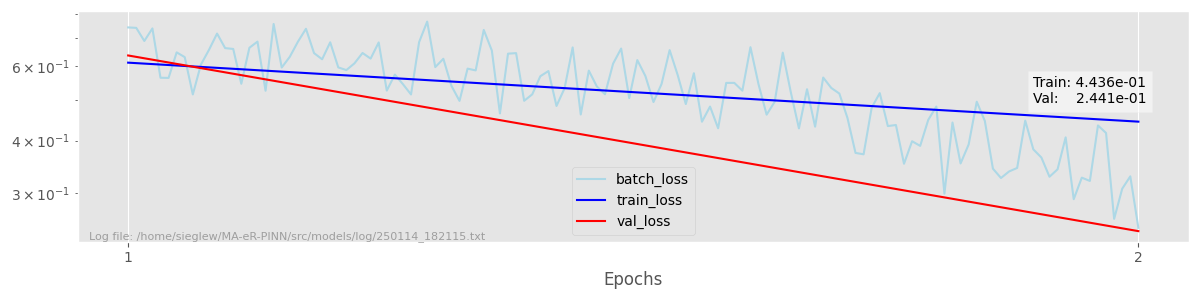 6 × 10⁻¹
4 × 10⁻¹
3 × 10⁻¹
Train: 4.436e-01
Val: 2.441e-01
batch_loss
train_loss
val_loss
Log file: /home/sieglew/MA-eR-PINN/src/models/log/250114_182115.txt
1
2
Epochs